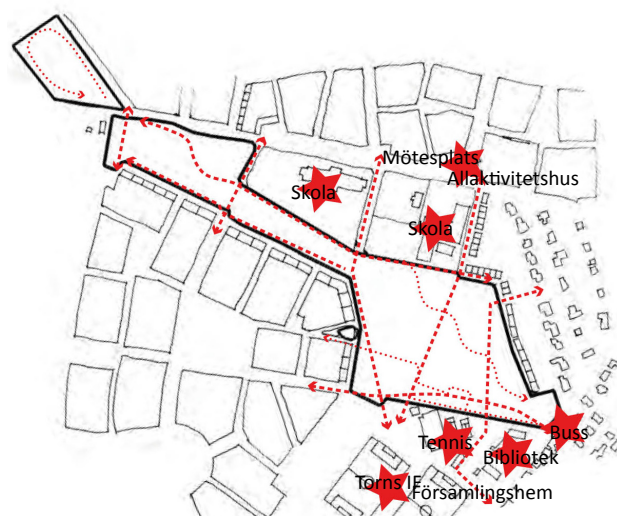 Mötesplats
Allaktivitetshus
Skola
Skola
Tennis
Buss
Bibliotek
Torns IF
Församlingshem